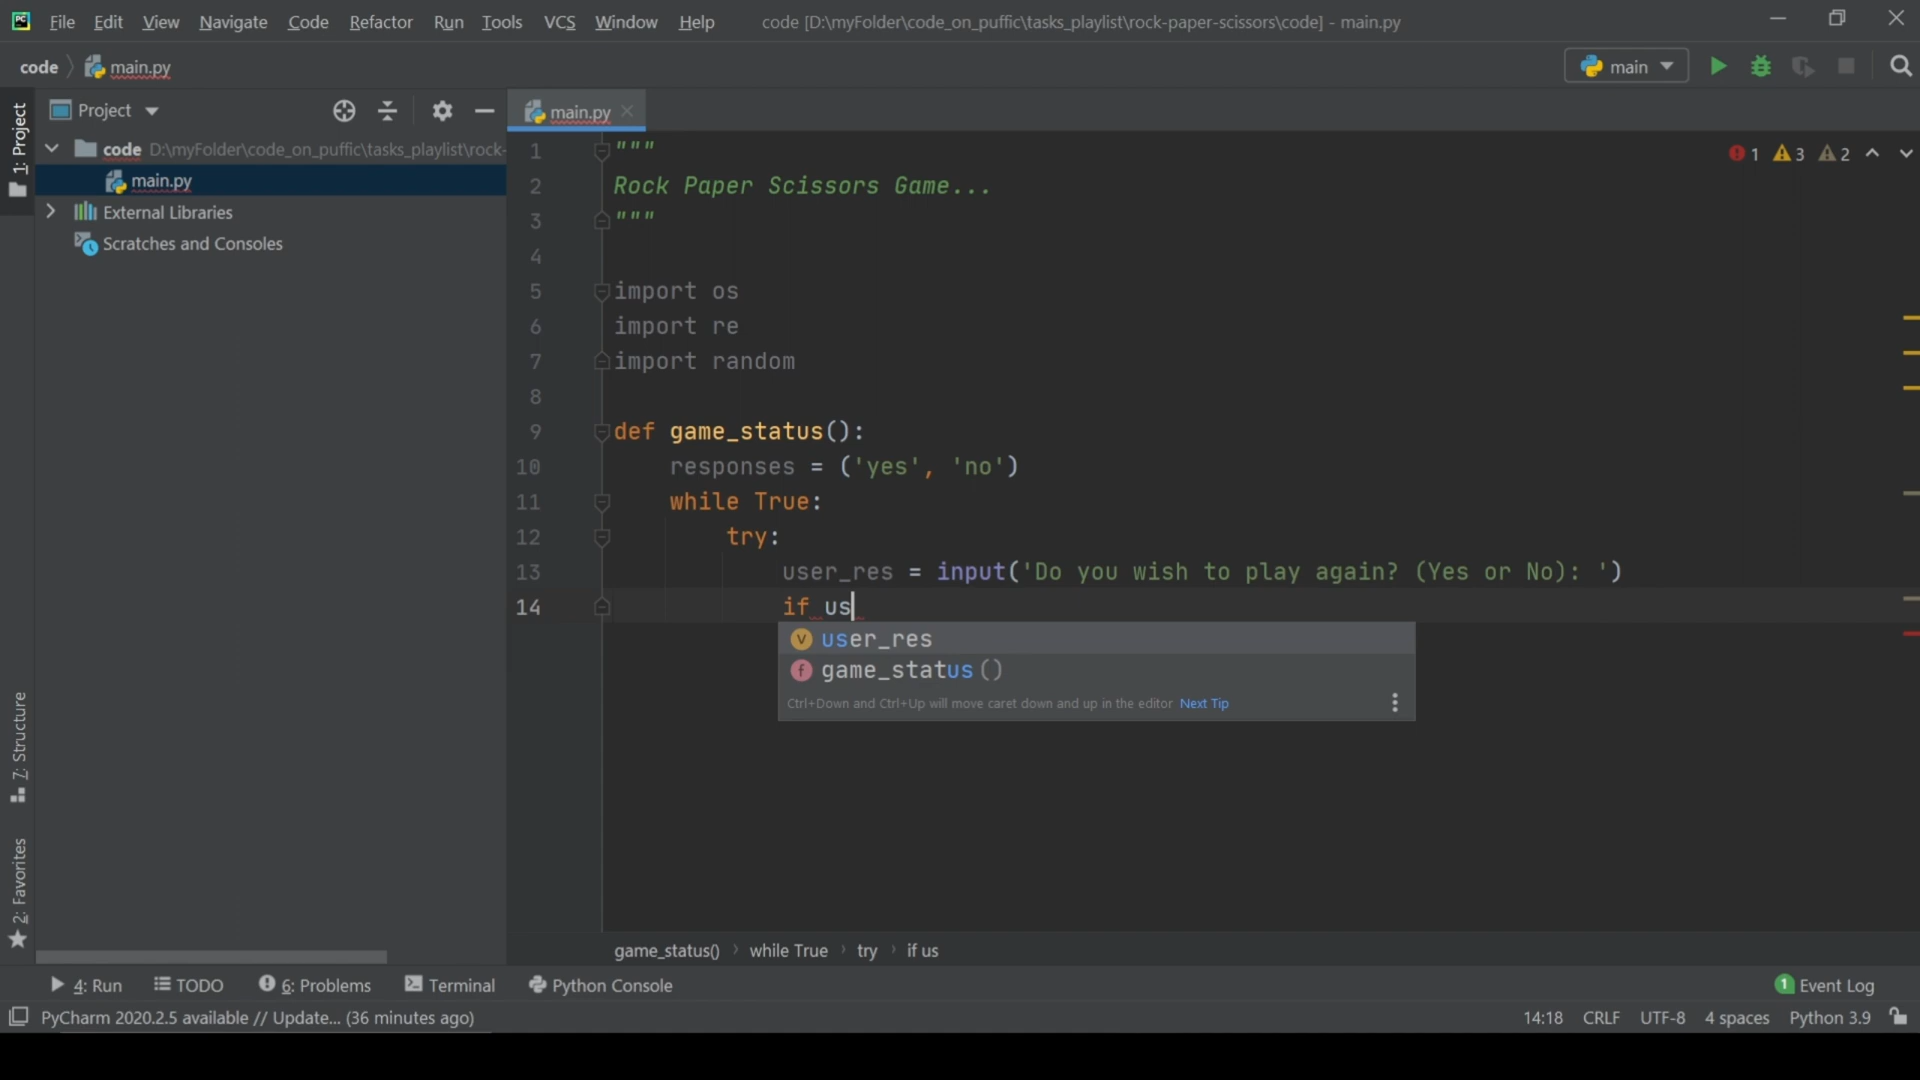 File Edit View Navigate Code Refactor Run Tools VCS Window Help code [D:\myFolder\code_on_puffic\tasks_playlist\rock-paper-scissors\code] - main.py
code main.py main
1: Project
Project
main.py
code D:\myFolder\code_on_puffic\tasks_playlist\rock-
main.py
External Libraries
Scratches and Consoles
1 3 2
1 """
2 Rock Paper Scissors Game...
3 """
4
5 import os
6 import re
7 import random
8
9 def game_status():
10 responses = ('yes', 'no')
11 while True:
12 try:
13 user_res = input('Do you wish to play again? (Yes or No): ')
14 if us
v user_res
f game_status()
Ctrl+Down and Ctrl+Up will move caret down and up in the editor Next Tip
7: Structure
2: Favorites
game_status() while True try if us
4: Run TODO 6: Problems Terminal Python Console 1 Event Log
PyCharm 2020.2.5 available // Update... (36 minutes ago) 14:18 CRLF UTF-8 4 spaces Python 3.9